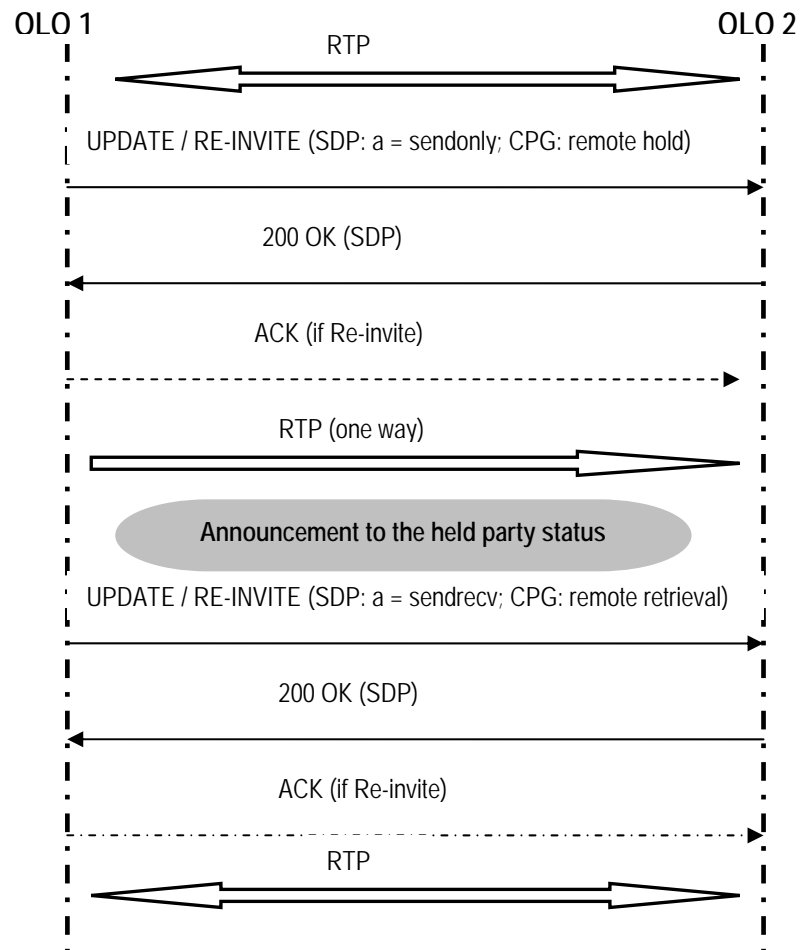 OLO 1
OLO 2
RTP
UPDATE / RE-INVITE (SDP: a = sendonly; CPG: remote hold)
200 OK (SDP)
ACK (if Re-invite)
RTP (one way)
Announcement to the held party status
UPDATE / RE-INVITE (SDP: a = sendrecv; CPG: remote retrieval)
200 OK (SDP)
ACK (if Re-invite)
RTP